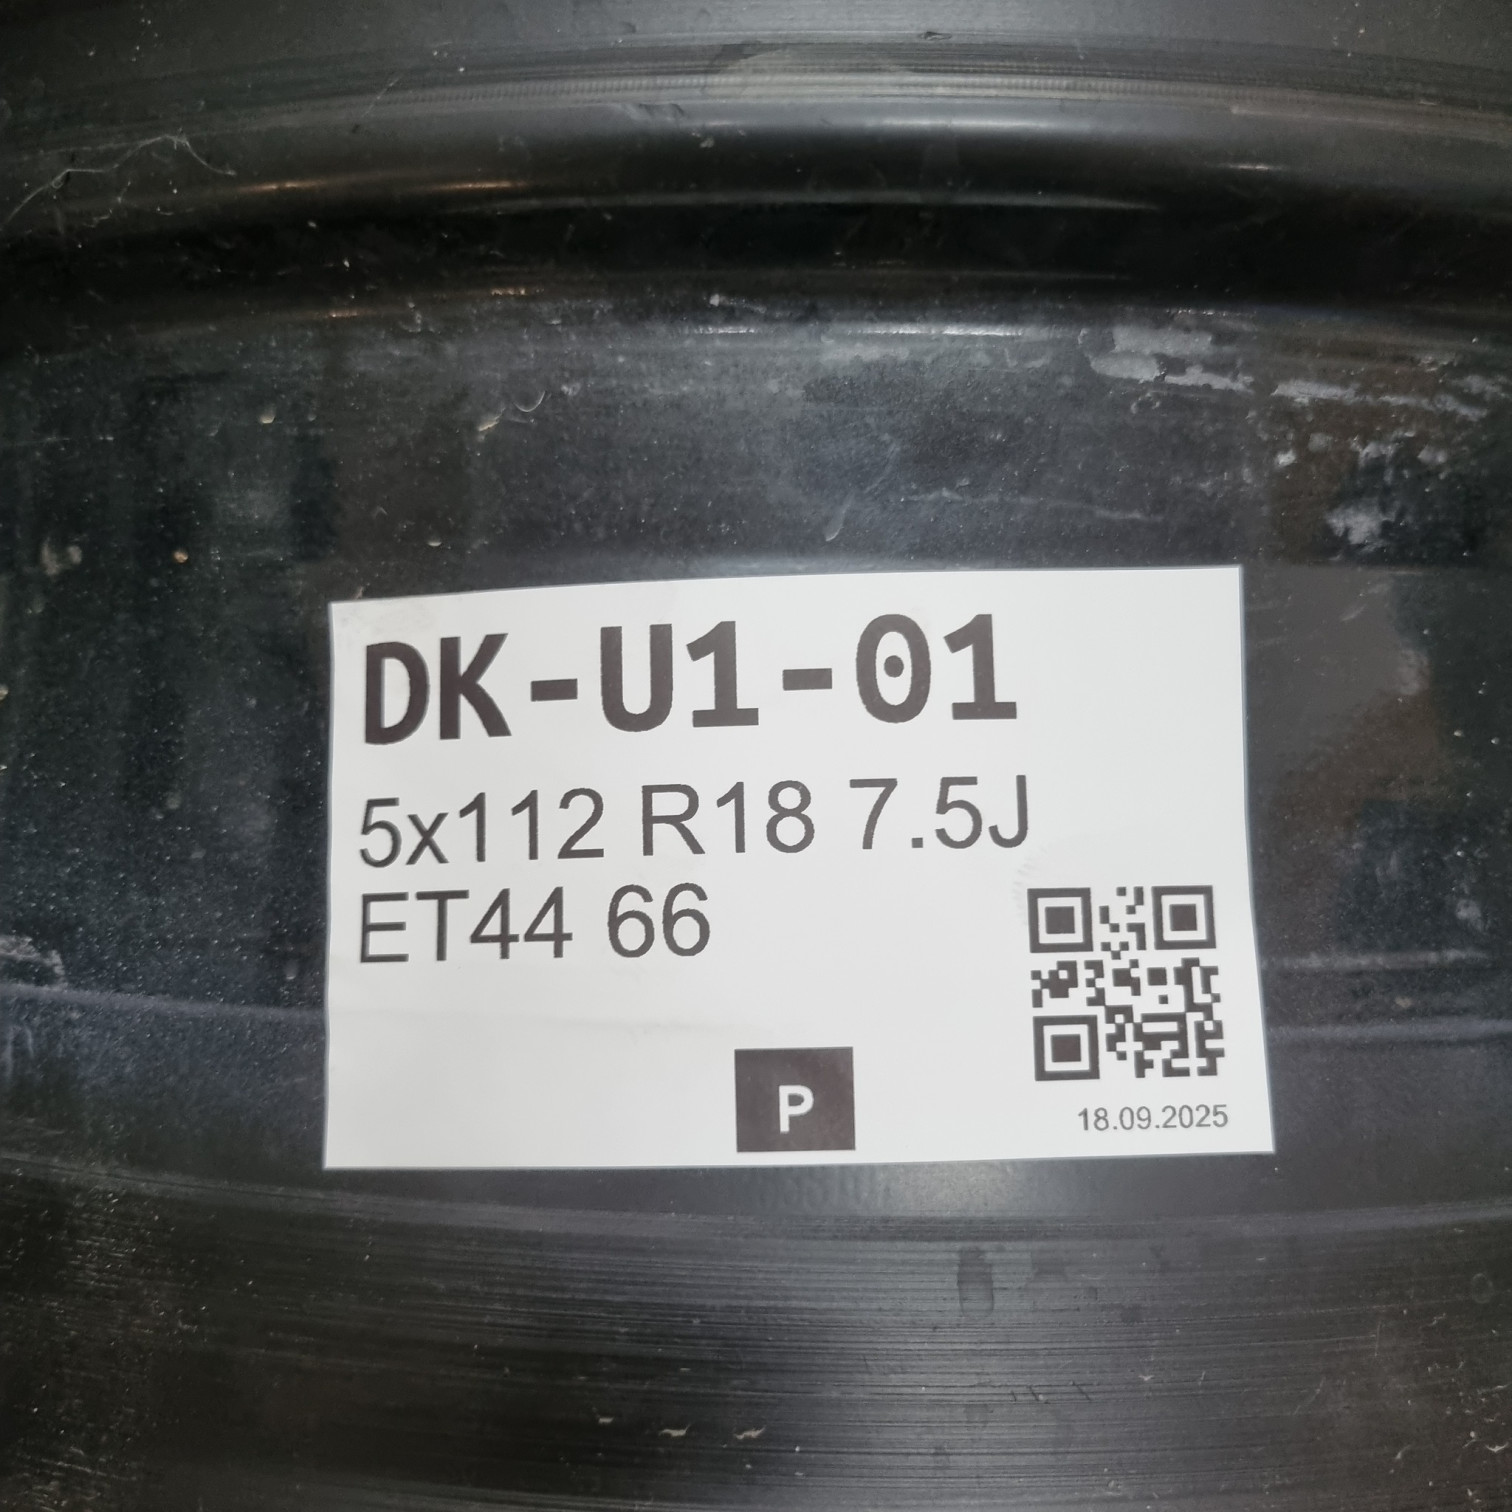 DK-U1-01
5x112 R18 7.5J
ET44 66
P
18.09.2025